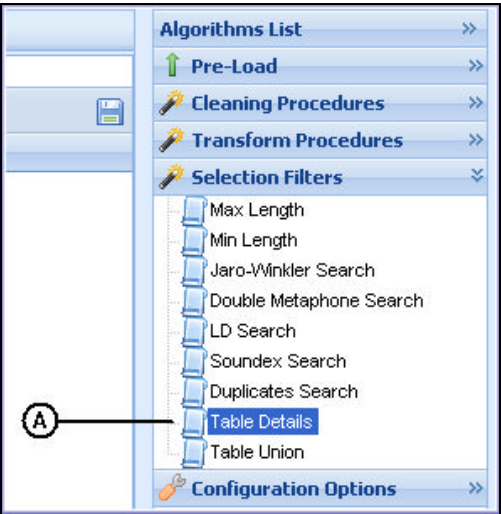 Algorithms List
Pre-Load
Cleaning Procedures
Transform Procedures
Selection Filters
Max Length
Min Length
Jaro-Winkler Search
Double Metaphone Search
LD Search
Soundex Search
Duplicates Search
A
Table Details
Table Union
Configuration Options